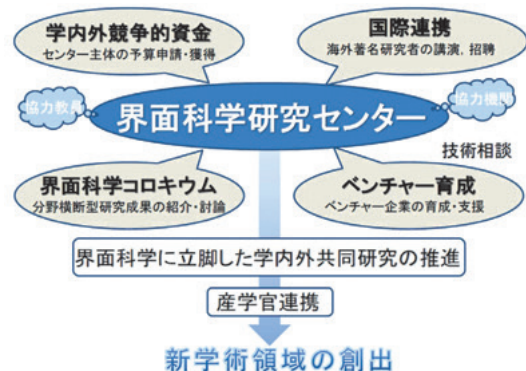 学内外競争的資金
センター主体の予算申請・獲得
国際連携
海外著名研究者の講演、招聘
協力教員
協力機関
界面科学研究センター
技術相談
界面科学コロキウム
分野横断型研究成果の紹介・討論
ベンチャー育成
ベンチャー企業の育成・支援
界面科学に立脚した学内外共同研究の推進
産学官連携
新学術領域の創出